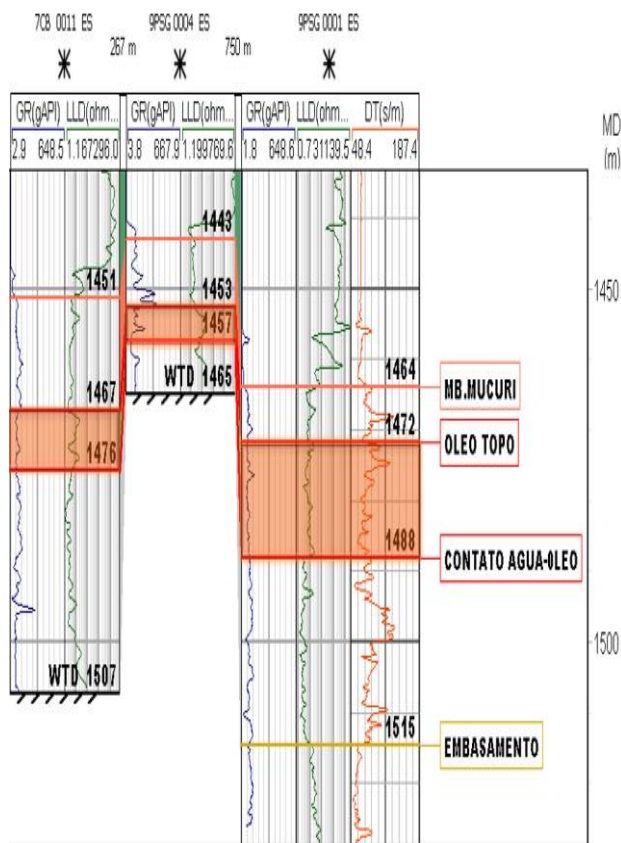 7CB 0011 ES
267 m
9PSG 0004 ES
750 m
9PSG 0001 ES
GR(gAPI)
LLD(ohm...
GR(gAPI)
LLD(ohm...
GR(gAPI)
LLD(ohm...
DT(s/m)
MD
(m)
2.9 648.5
1.167296.0
3.6 667.9
1.199769.6
1.8 648.6
0.731139.5
48.4 187.4
1443
1451
1453
1450
1457
1464
MB.MUCURI
WTD 1465
1467
1472
OLEO TOPO
1476
1488
CONTATO AGUA-OLEO
1500
WTD 1507
1515
EMBASAMENTO